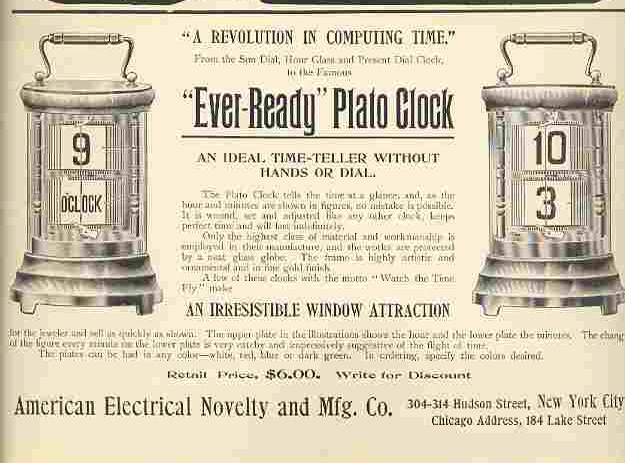 "A REVOLUTION IN COMPUTING TIME."
From the Sun Dial, Hour Glass and Present Dial Clock,
to the Famous
"Ever-Ready" Plato Clock
AN IDEAL TIME-TELLER WITHOUT
HANDS OR DIAL.
9
O'CLOCK
10
3
The Plato Clock tells the time at a glance, and, as the
hour and minutes are shown in figures, no mistake is possible.
It is wound, set and adjusted like any other clock, keeps
perfect time and will last indefinitely.
Only the highest class of material and workmanship is
employed in their manufacture, and the works are protected
by a neat glass globe. The frame is highly artistic and
ornamental and in fine gold finish.
A few of these clocks with the motto "Watch the Time
Fly" make
AN IRRESISTIBLE WINDOW ATTRACTION
for the jeweler and sell as quickly as shown. The upper plate in the illustrations shows the hour and the lower plate the minutes. The chang
of the figure every minute on the lower plate is very catchy and impressively suggestive of the flight of time.
The plates can be had in any color—white, red, blue or dark green. In ordering, specify the colors desired.
Retail Price, $6.00. Write for Discount
American Electrical Novelty and Mfg. Co.
304-314 Hudson Street, New York City
Chicago Address, 184 Lake Street